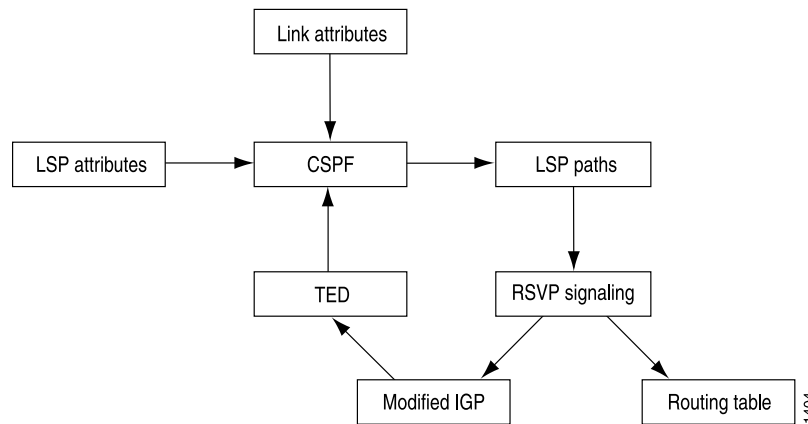 Link attributes
LSP attributes
CSPF
LSP paths
TED
RSVP signaling
Modified IGP
Routing table